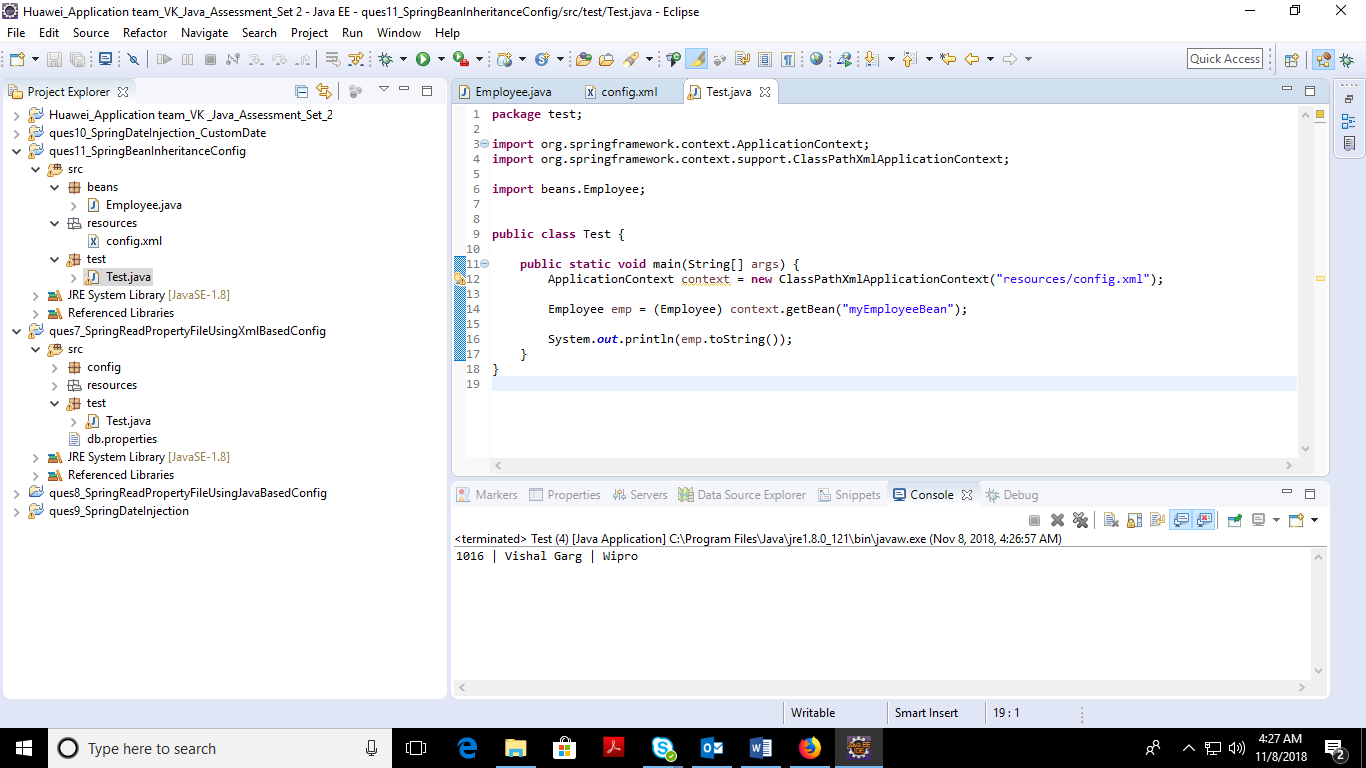 Huawei_Application team_VK_Java_Assessment_Set 2 - Java EE - ques11_SpringBeanInheritanceConfig/src/test/Test.java - Eclipse
File Edit Source Refactor Navigate Search Project Run Window Help
Quick Access
Project Explorer
Huawei_Application team_VK _Java_Assessment_Set_2
ques10_SpringDateInjection_CustomDate
ques11_SpringBeanInheritanceConfig
src
beans
Employee.java
resources
config.xml
test
Test.java
JRE System Library [JavaSE-1.8]
Referenced Libraries
ques7_SpringReadPropertyFileUsingXmlBasedConfig
src
config
resources
test
Test.java
db.properties
JRE System Library [JavaSE-1.8]
Referenced Libraries
ques8_SpringReadPropertyFileUsingJavaBasedConfig
ques9_SpringDateInjection
Employee.java config.xml Test.java
1 package test;
2
3 import org.springframework.context.ApplicationContext;
4 import org.springframework.context.support.ClassPathXmlApplicationContext;
5
6 import beans.Employee;
7
8
9 public class Test {
10
11 public static void main(String[] args) {
12 ApplicationContext context = new ClassPathXmlApplicationContext("resources/config.xml");
13
14 Employee emp = (Employee) context.getBean("myEmployeeBean");
15
16 System.out.println(emp.toString());
17 }
18 }
19
Markers Properties Servers Data Source Explorer Snippets Console Debug
<terminated> Test (4) [Java Application] C:\Program Files\Java\jre1.8.0_121\bin\javaw.exe (Nov 8, 2018, 4:26:57 AM)
1016 | Vishal Garg | Wipro
Writable Smart Insert 19 : 1
Type here to search
4:27 AM
11/8/2018
2